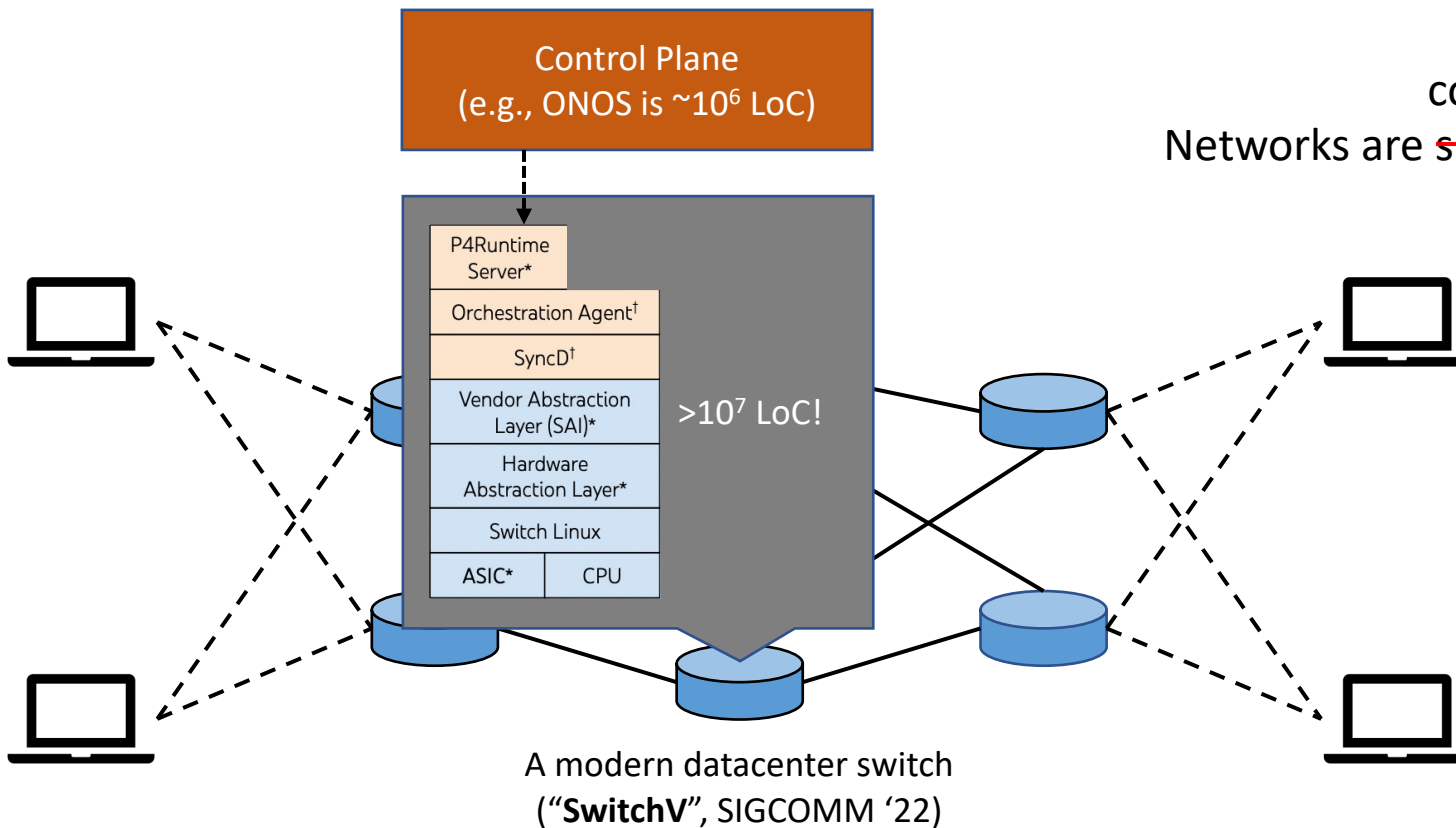 Control Plane
(e.g., ONOS is ~10⁶ LoC)
Networks are
P4Runtime
Server*
Orchestration Agent†
SyncD†
Vendor Abstraction
Layer (SAI)*
Hardware
Abstraction Layer*
Switch Linux
ASIC* CPU
>10⁷ LoC!
A modern datacenter switch
(“SwitchV”, SIGCOMM ‘22)